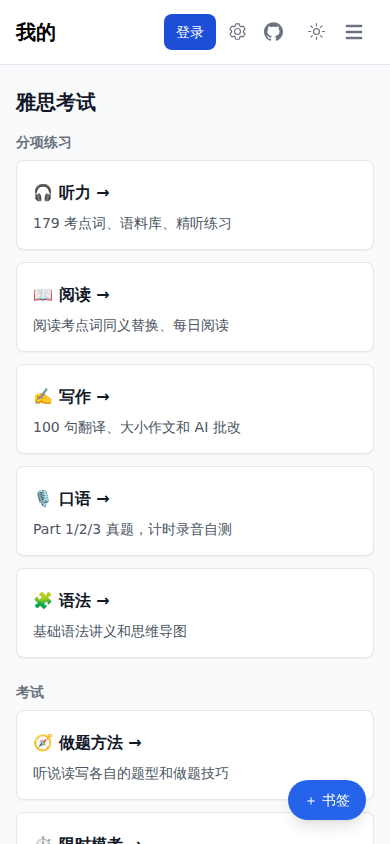 我的
登录
雅思考试
分项练习
🎧 听力 →
179 考点词、语料库、精听练习
📖 阅读 →
阅读考点词同义替换、每日阅读
✍️ 写作 →
100 句翻译、大小作文和 AI 批改
🎙️ 口语 →
Part 1/2/3 真题，计时录音自测
🧩 语法 →
基础语法讲义和思维导图
考试
🧭 做题方法 →
听说读写各自的题型和做题技巧
＋ 书签
⏱️ 限时模考 →